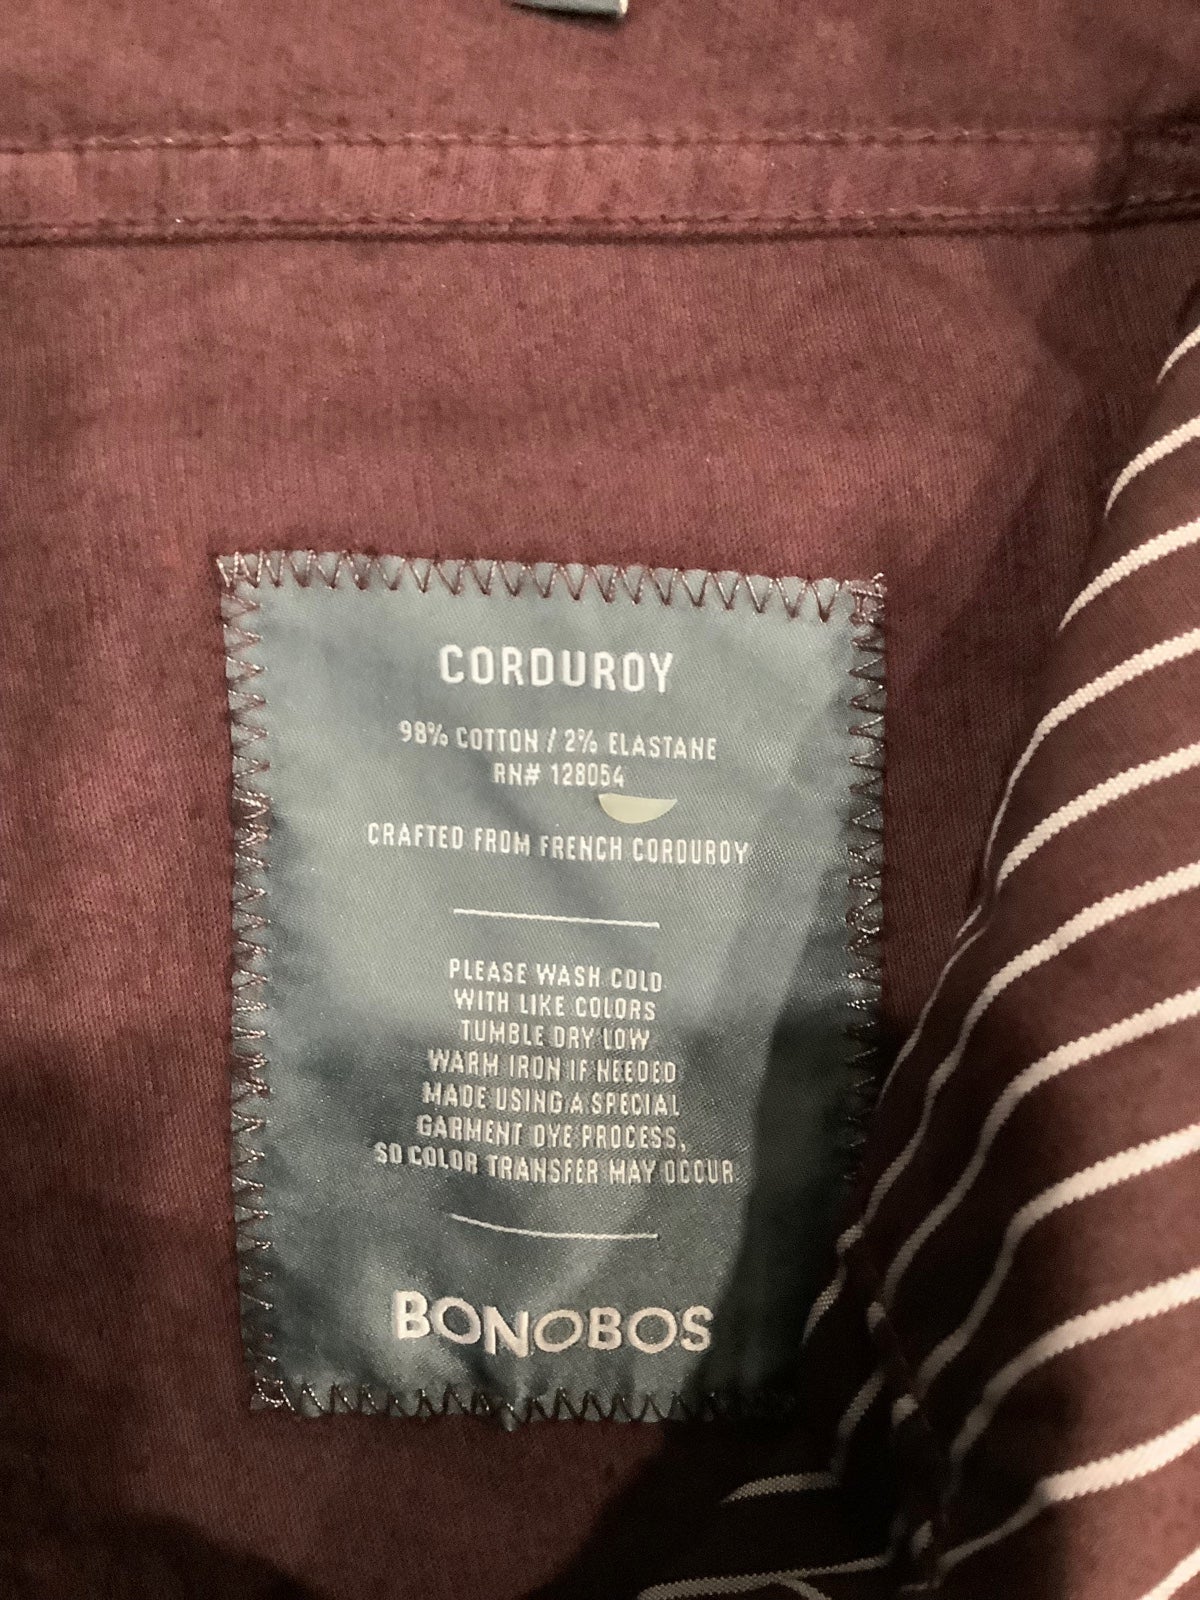 CORDUROY
98% COTTON / 2% ELASTANE
RN# 128054
CRAFTED FROM FRENCH CORDUROY
PLEASE WASH COLD
WITH LIKE COLORS
TUMBLE DRY LOW
WARM IRON IF NEEDED
MADE USING A SPECIAL
GARMENT DYE PROCESS,
SO COLOR TRANSFER MAY OCCUR
BONOBOS